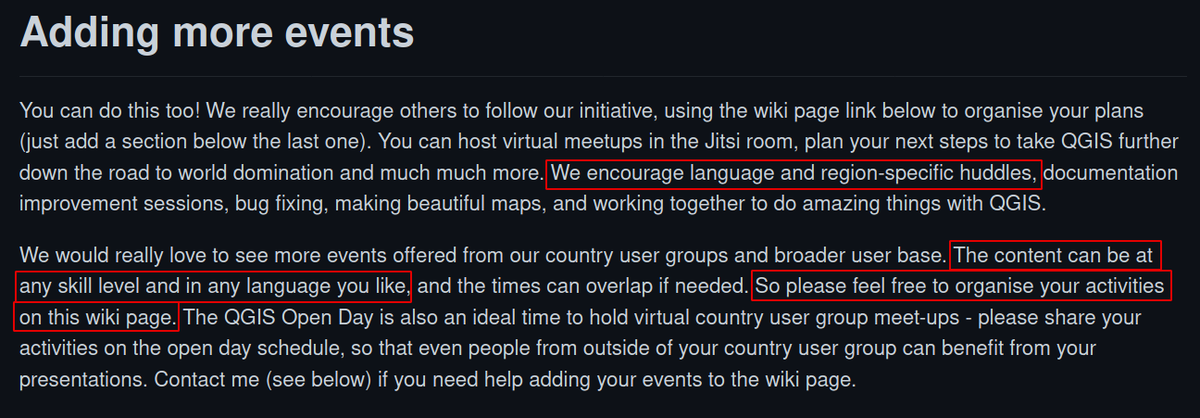 Adding more events
You can do this too! We really encourage others to follow our initiative, using the wiki page link below to organise your plans
(just add a section below the last one). You can host virtual meetups in the Jitsi room, plan your next steps to take QGIS further
down the road to world domination and much much more. We encourage language and region-specific huddles, documentation
improvement sessions, bug fixing, making beautiful maps, and working together to do amazing things with QGIS.
We would really love to see more events offered from our country user groups and broader user base. The content can be at
any skill level and in any language you like, and the times can overlap if needed. So please feel free to organise your activities
on this wiki page. The QGIS Open Day is also an ideal time to hold virtual country user group meet-ups - please share your
activities on the open day schedule, so that even people from outside of your country user group can benefit from your
presentations. Contact me (see below) if you need help adding your events to the wiki page.